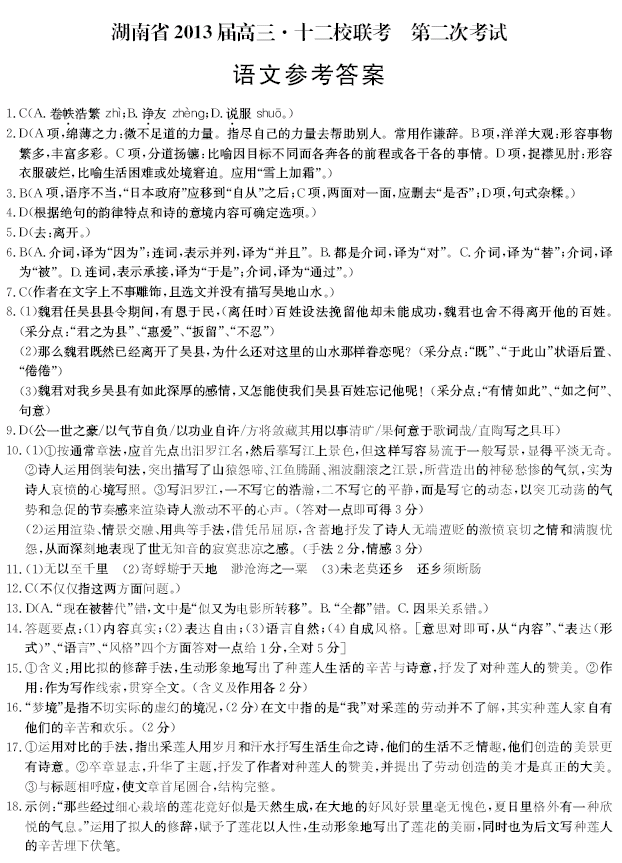 湖南省2013届高三·十二校联考　第二次考试
语文参考答案
1. C(A. 卷帙浩繁 zhì;B. 诤友 zhèng;D. 说服 shuō。)
2. D(A项,绵薄之力:微不足道的力量。指尽自己的力量去帮助别人。常用作谦辞。B项,洋洋大观:形容事物
繁多,丰富多彩。C项,分道扬镳:比喻因目标不同而各奔各的前程或各干各的事情。D项,捉襟见肘:形容
衣服破烂,比喻生活困难或处境窘迫。应用“雪上加霜”。)
3. B(A项,语序不当,“日本政府”应移到“自从”之后;C项,两面对一面,应删去“是否”;D项,句式杂糅。)
4. D(根据绝句的韵律特点和诗的意境内容可确定选项。)
5. D(去:离开。)
6. B(A. 介词,译为“因为”;连词,表示并列,译为“并且”。B. 都是介词,译为“对”。C. 介词,译为“替”;介词,译
为“被”。D. 连词,表示承接,译为“于是”;介词,译为“通过”。)
7. C(作者在文字上不事雕饰,且选文并没有描写吴地山水。)
8. (1)魏君任吴县县令期间,有恩于民,(离任时)百姓设法挽留他却未能成功,魏君也舍不得离开他的百姓。
(采分点:“君之为县”、“惠爱”、“扳留”、“不忍”)
(2)那么魏君既然已经离开了吴县,为什么还对这里的山水那样眷恋呢?(采分点:“既”、“于此山”状语后置、
“倦倦”)
(3)魏君对我乡吴县有如此深厚的感情,又怎能使我们吴县百姓忘记他呢!(采分点:“有情如此”、“如之何”、
句意)
9. D(公一世之豪/以气节自负/以功业自许/方将敛藏其用以事清旷/果何意于歌词哉/直陶写之具耳)
10. (1)①按通常章法,应首先点出汨罗江名,然后摹写江上景色,但这样写容易流于一般写景,显得平淡无奇。
②诗人运用倒装句法,突出描写了山猿怨啼、江鱼腾踊、湘波翻滚之江景,所营造出的神秘愁惨的气氛,实为
诗人哀愤的心境写照。③写汨罗江,一不写它的浩瀚,二不写它的平静,而是写它的动态,以突兀动荡的气
势和急促的节奏感来渲染诗人激动不平的心声。(答对一点即可得3分)
(2)运用渲染、情景交融、用典等手法,借凭吊屈原,含蓄地抒发了诗人无端遭贬的激愤哀切之情和满腹忧
怨,从而深刻地表现了世无知音的寂寞悲凉之感。(手法2分,情感3分)
11. (1)无以至千里　(2)寄蜉蝣于天地　渺沧海之一粟　(3)未老莫还乡　还乡须断肠
12. C(不仅仅指这两方面问题。)
13. D(A. “现在被替代”错,文中是“似又为电影所转移”。B. “全都”错。C. 因果关系错。)
14. 答题要点:(1)内容真实;(2)表达自由;(3)语言自然;(4)自成风格。[意思对即可,从“内容”、“表达(形
式)”、“语言”、“风格”四个方面答对一点给1分,全对5分]
15. ①含义:用比拟的修辞手法,生动形象地写出了种莲人生活的辛苦与诗意,抒发了对种莲人的赞美。②作
用:作为写作线索,贯穿全文。(含义及作用各2分)
16. “梦境”是指不切实际的虚幻的境况,(2分)在文中指的是“我”对采莲的劳动并不了解,其实种莲人家自有
他们的辛苦和欢乐。(2分)
17. ①运用对比的手法,指出采莲人用岁月和汗水抒写生活生命之诗,他们的生活不乏情趣,他们创造的美景更
有诗意。②卒章显志,升华了主题,抒发了作者对种莲人的赞美,并提出了劳动创造的美才是真正的大美。
③与标题相呼应,使文章首尾圆合,结构完整。
18. 示例:“那些经过细心栽培的莲花竟好似是天然生成,在大地的好风好景里毫无愧色,夏日里格外有一种欣
悦的气息。”运用了拟人的修辞,赋予了莲花以人性,生动形象地写出了莲花的美丽,同时也为后文写种莲人
的辛苦埋下伏笔。